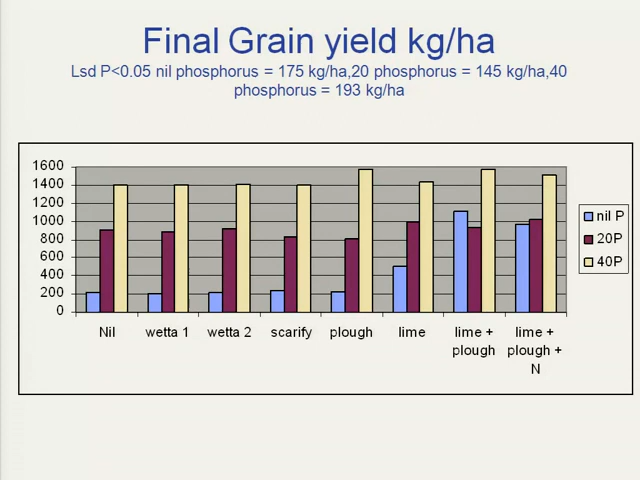 Final Grain yield kg/ha
Lsd P<0.05 nil phosphorus = 175 kg/ha,20 phosphorus = 145 kg/ha,40
phosphorus = 193 kg/ha
1600
1400
1200
1000
800
600
400
200
0
Nil
wetta 1
wetta 2
scarify
plough
lime
lime +
plough
lime +
plough +
N
nil P
20P
40P